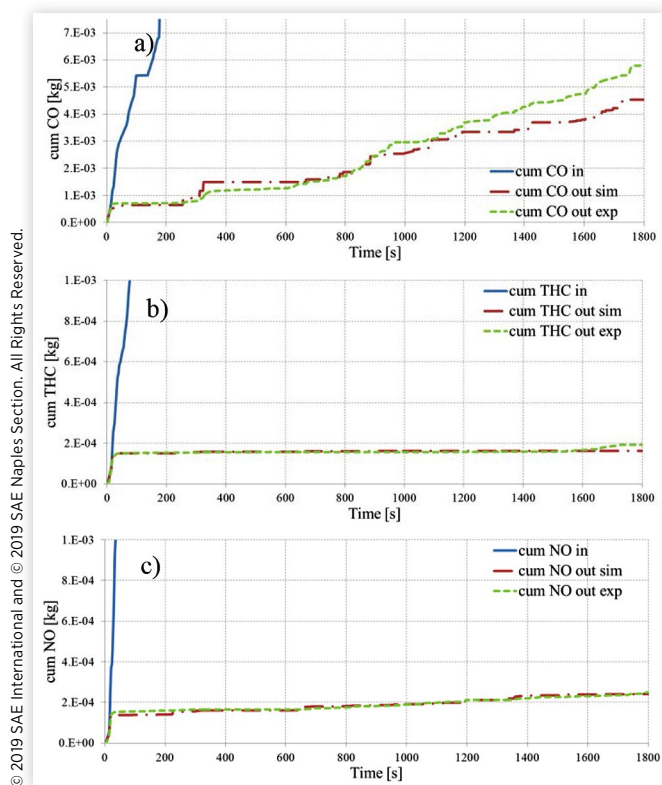 © 2019 SAE International and © 2019 SAE Naples Section. All Rights Reserved.
a)
cum CO [kg]
7.E-03
6.E-03
5.E-03
4.E-03
3.E-03
2.E-03
1.E-03
0.E+00
cum CO in
cum CO out sim
cum CO out exp
0 200 400 600 800 1000 1200 1400 1600 1800
Time [s]
b)
cum THC [kg]
1.E-03
8.E-04
6.E-04
4.E-04
2.E-04
0.E+00
cum THC in
cum THC out sim
cum THC out exp
0 200 400 600 800 1000 1200 1400 1600 1800
Time [s]
c)
cum NO [kg]
1.E-03
8.E-04
6.E-04
4.E-04
2.E-04
0.E+00
cum NO in
cum NO out sim
cum NO out exp
0 200 400 600 800 1000 1200 1400 1600 1800
Time [s]